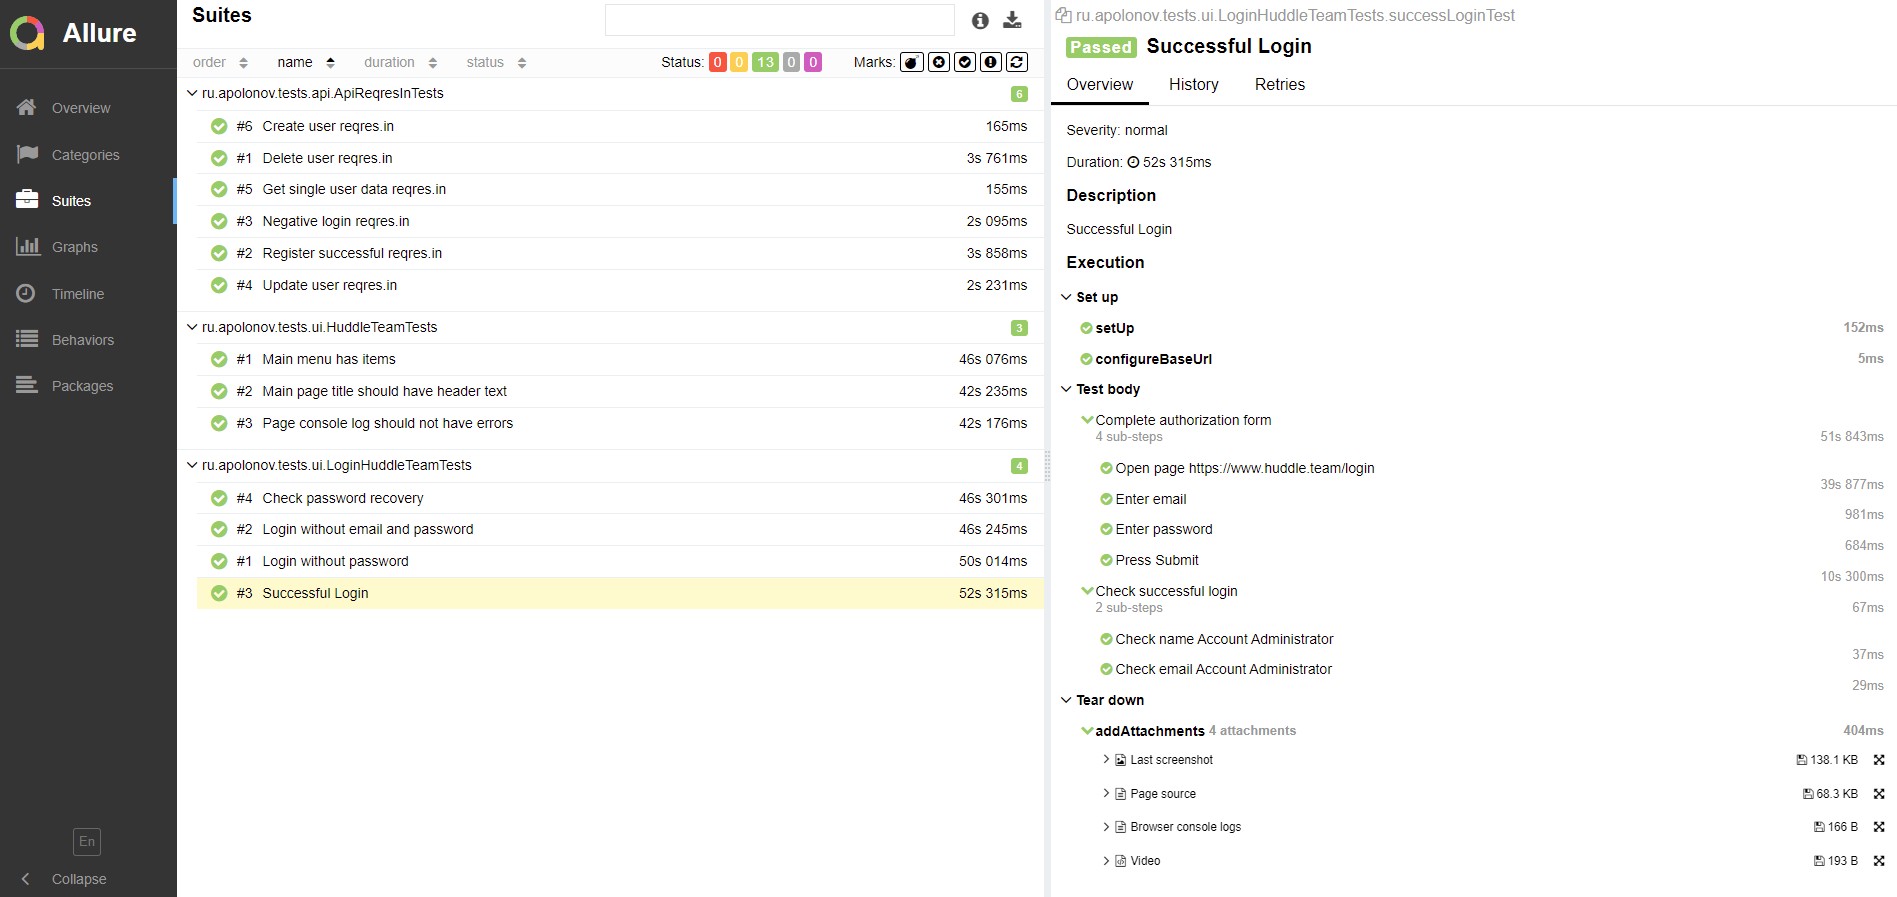 Allure
Overview
Categories
Suites
Graphs
Timeline
Behaviors
Packages
En
Collapse
Suites
order name duration status Status: 0 0 13 0 0 Marks:
ru.apolonov.tests.api.ApiReqresInTests 6
#6 Create user reqres.in 165ms
#1 Delete user reqres.in 3s 761ms
#5 Get single user data reqres.in 155ms
#3 Negative login reqres.in 2s 095ms
#2 Register successful reqres.in 3s 858ms
#4 Update user reqres.in 2s 231ms
ru.apolonov.tests.ui.HuddleTeamTests 3
#1 Main menu has items 46s 076ms
#2 Main page title should have header text 42s 235ms
#3 Page console log should not have errors 42s 176ms
ru.apolonov.tests.ui.LoginHuddleTeamTests 4
#4 Check password recovery 46s 301ms
#2 Login without email and password 46s 245ms
#1 Login without password 50s 014ms
#3 Successful Login 52s 315ms
ru.apolonov.tests.ui.LoginHuddleTeamTests.successLoginTest
Passed Successful Login
Overview History Retries
Severity: normal
Duration: 52s 315ms
Description
Successful Login
Execution
Set up
setUp 152ms
configureBaseUrl 5ms
Test body
Complete authorization form
4 sub-steps 51s 843ms
Open page https://www.huddle.team/login
39s 877ms
Enter email
981ms
Enter password
684ms
Press Submit
10s 300ms
Check successful login
2 sub-steps 67ms
Check name Account Administrator
37ms
Check email Account Administrator
29ms
Tear down
addAttachments 4 attachments 404ms
Last screenshot 138.1 KB
Page source 68.3 KB
Browser console logs 166 B
Video 193 B